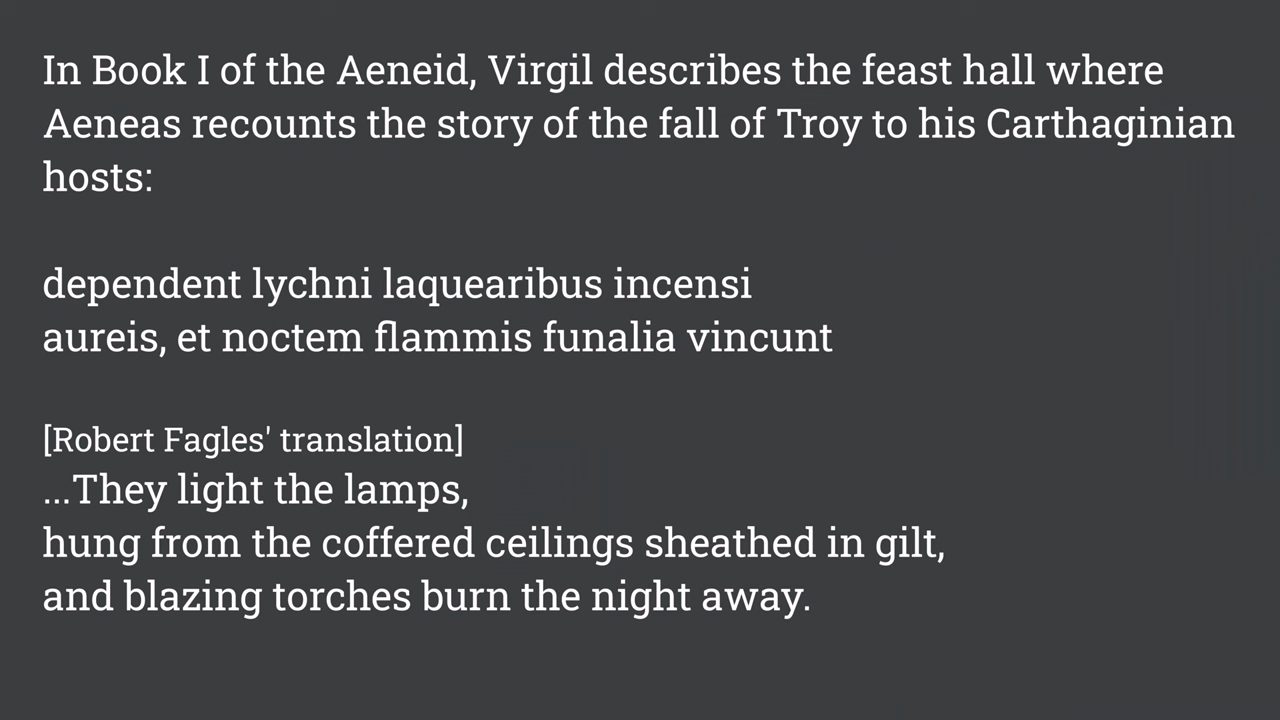 In Book I of the Aeneid, Virgil describes the feast hall where
Aeneas recounts the story of the fall of Troy to his Carthaginian
hosts:
dependent lychni laquearibus incensi
aureis, et noctem flammis funalia vincunt
[Robert Fagles' translation]
...They light the lamps,
hung from the coffered ceilings sheathed in gilt,
and blazing torches burn the night away.